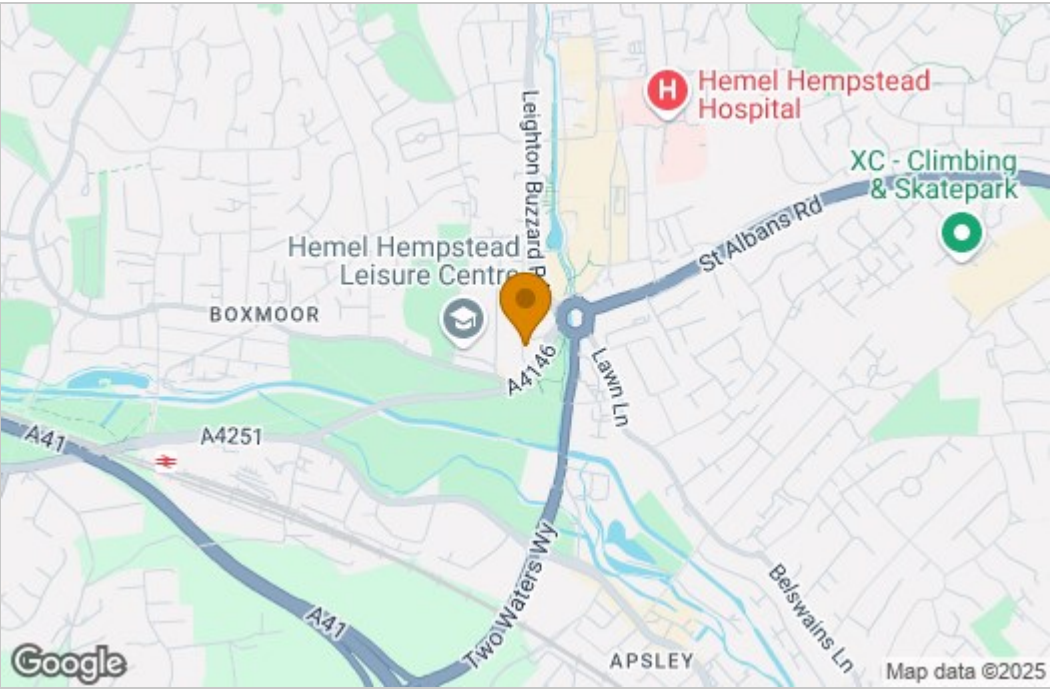 Hemel Hempstead
Hospital
XC - Climbing
& Skatepark
Leighton Buzzard
St Albans Rd
Hemel Hempstead
Leisure Centre
BOXMOOR
A4146
Lawn Ln
A41
A4251
Two Waters Wy
Belswains Ln
A41
APSLEY
Google
Map data ©2025
H